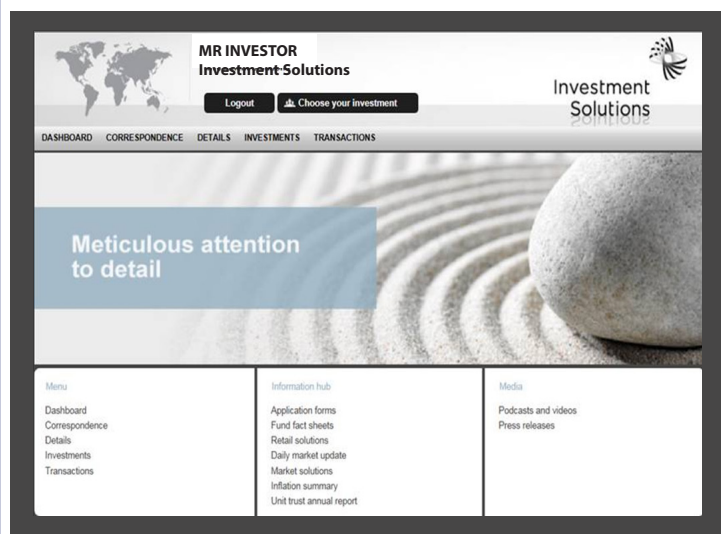 MR INVESTOR
Investment Solutions
Logout
Choose your investment
Investment
Solutions
DASHBOARD CORRESPONDENCE DETAILS INVESTMENTS TRANSACTIONS
Meticulous attention
to detail
Menu
Dashboard
Correspondence
Details
Investments
Transactions
Information hub
Application forms
Fund fact sheets
Retail solutions
Daily market update
Market solutions
Inflation summary
Unit trust annual report
Media
Podcasts and videos
Press releases